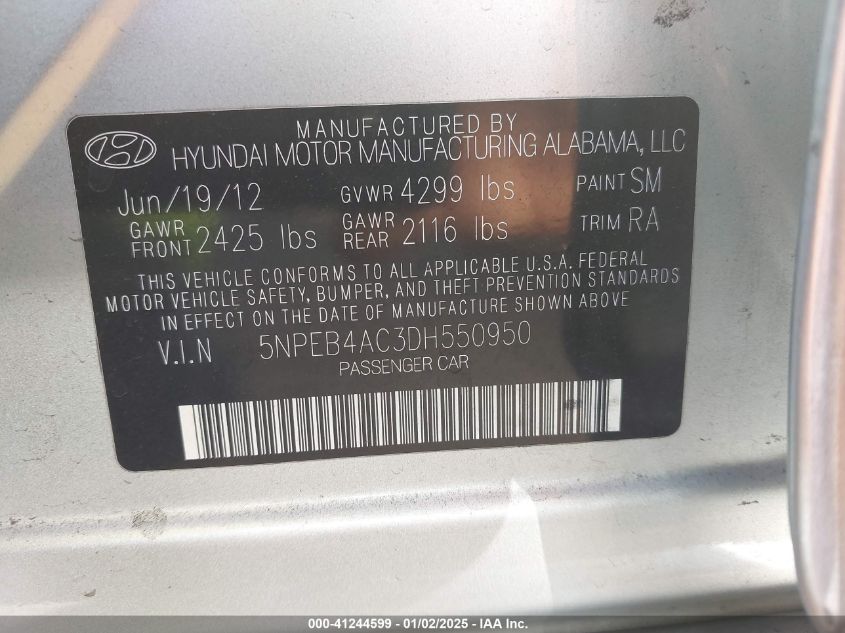 MANUFACTURED BY
HYUNDAI MOTOR MANUFACTURING ALABAMA, LLC
Jun/19/12 GVWR 4299 lbs PAINT SM
GAWR FRONT 2425 lbs GAWR REAR 2116 lbs TRIM RA
THIS VEHICLE CONFORMS TO ALL APPLICABLE U.S.A. FEDERAL
MOTOR VEHICLE SAFETY, BUMPER, AND THEFT PREVENTION STANDARDS
IN EFFECT ON THE DATE OF MANUFACTURE SHOWN ABOVE
V.I.N 5NPEB4AC3DH550950
PASSENGER CAR
000-41244599 - 01/02/2025 - IAA Inc.